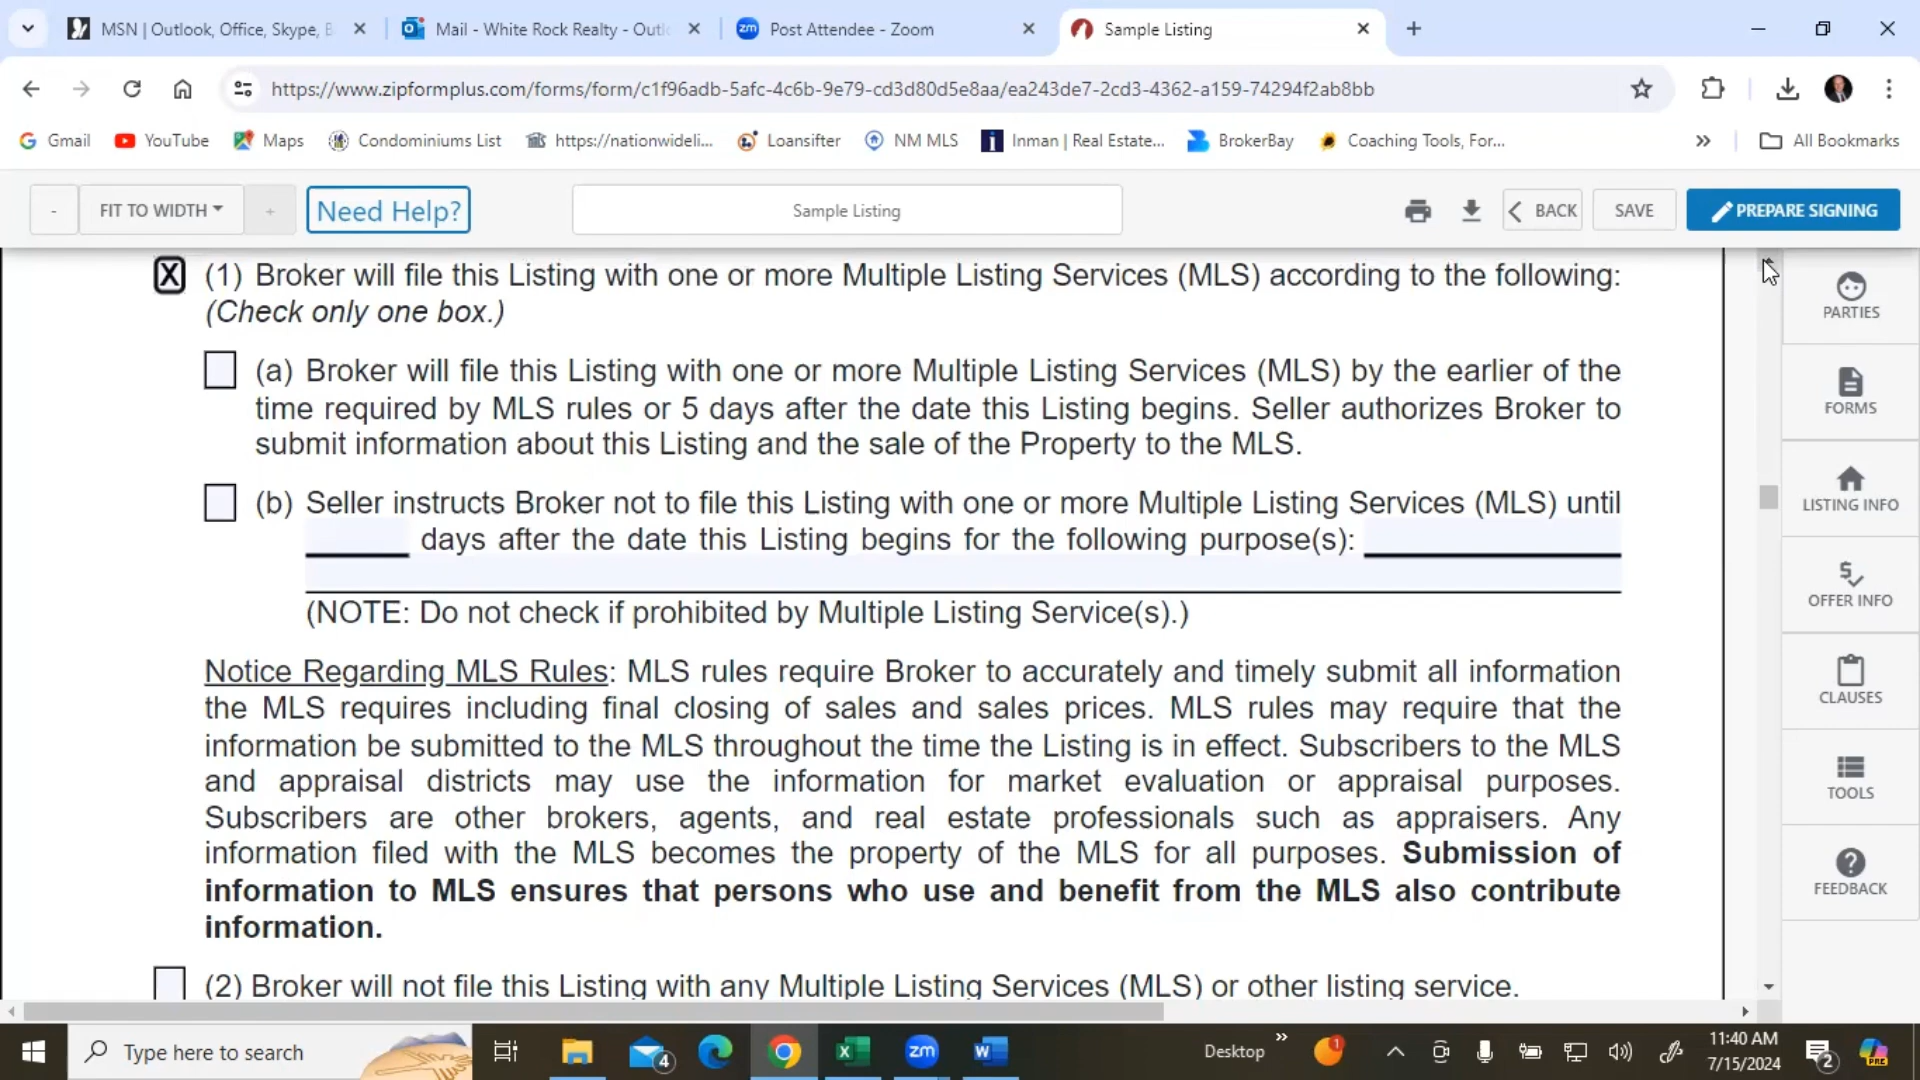 MSN | Outlook, Office, Skype, B
Mail - White Rock Realty - Outlo
zm
Post Attendee - Zoom
Sample Listing
https://www.zipformplus.com/forms/form/c1f96adb-5afc-4c6b-9e79-cd3d80d5e8aa/ea243de7-2cd3-4362-a159-74294f2ab8bb
Gmail
YouTube
Maps
Condominiums List
https://nationwideli...
Loansifter
NM MLS
Inman | Real Estate...
BrokerBay
Coaching Tools, For...
All Bookmarks
- FIT TO WIDTH +
Need Help?
Sample Listing
BACK
SAVE
PREPARE SIGNING
X (1) Broker will file this Listing with one or more Multiple Listing Services (MLS) according to the following:
(Check only one box.)
(a) Broker will file this Listing with one or more Multiple Listing Services (MLS) by the earlier of the
time required by MLS rules or 5 days after the date this Listing begins. Seller authorizes Broker to
submit information about this Listing and the sale of the Property to the MLS.
(b) Seller instructs Broker not to file this Listing with one or more Multiple Listing Services (MLS) until
days after the date this Listing begins for the following purpose(s):
(NOTE: Do not check if prohibited by Multiple Listing Service(s).)
Notice Regarding MLS Rules: MLS rules require Broker to accurately and timely submit all information
the MLS requires including final closing of sales and sales prices. MLS rules may require that the
information be submitted to the MLS throughout the time the Listing is in effect. Subscribers to the MLS
and appraisal districts may use the information for market evaluation or appraisal purposes.
Subscribers are other brokers, agents, and real estate professionals such as appraisers. Any
information filed with the MLS becomes the property of the MLS for all purposes. Submission of
information to MLS ensures that persons who use and benefit from the MLS also contribute
information.
(2) Broker will not file this Listing with any Multiple Listing Services (MLS) or other listing service.
PARTIES
FORMS
LISTING INFO
OFFER INFO
CLAUSES
TOOLS
FEEDBACK
Type here to search
4
zm
Desktop
1
11:40 AM
7/15/2024
2
PRE